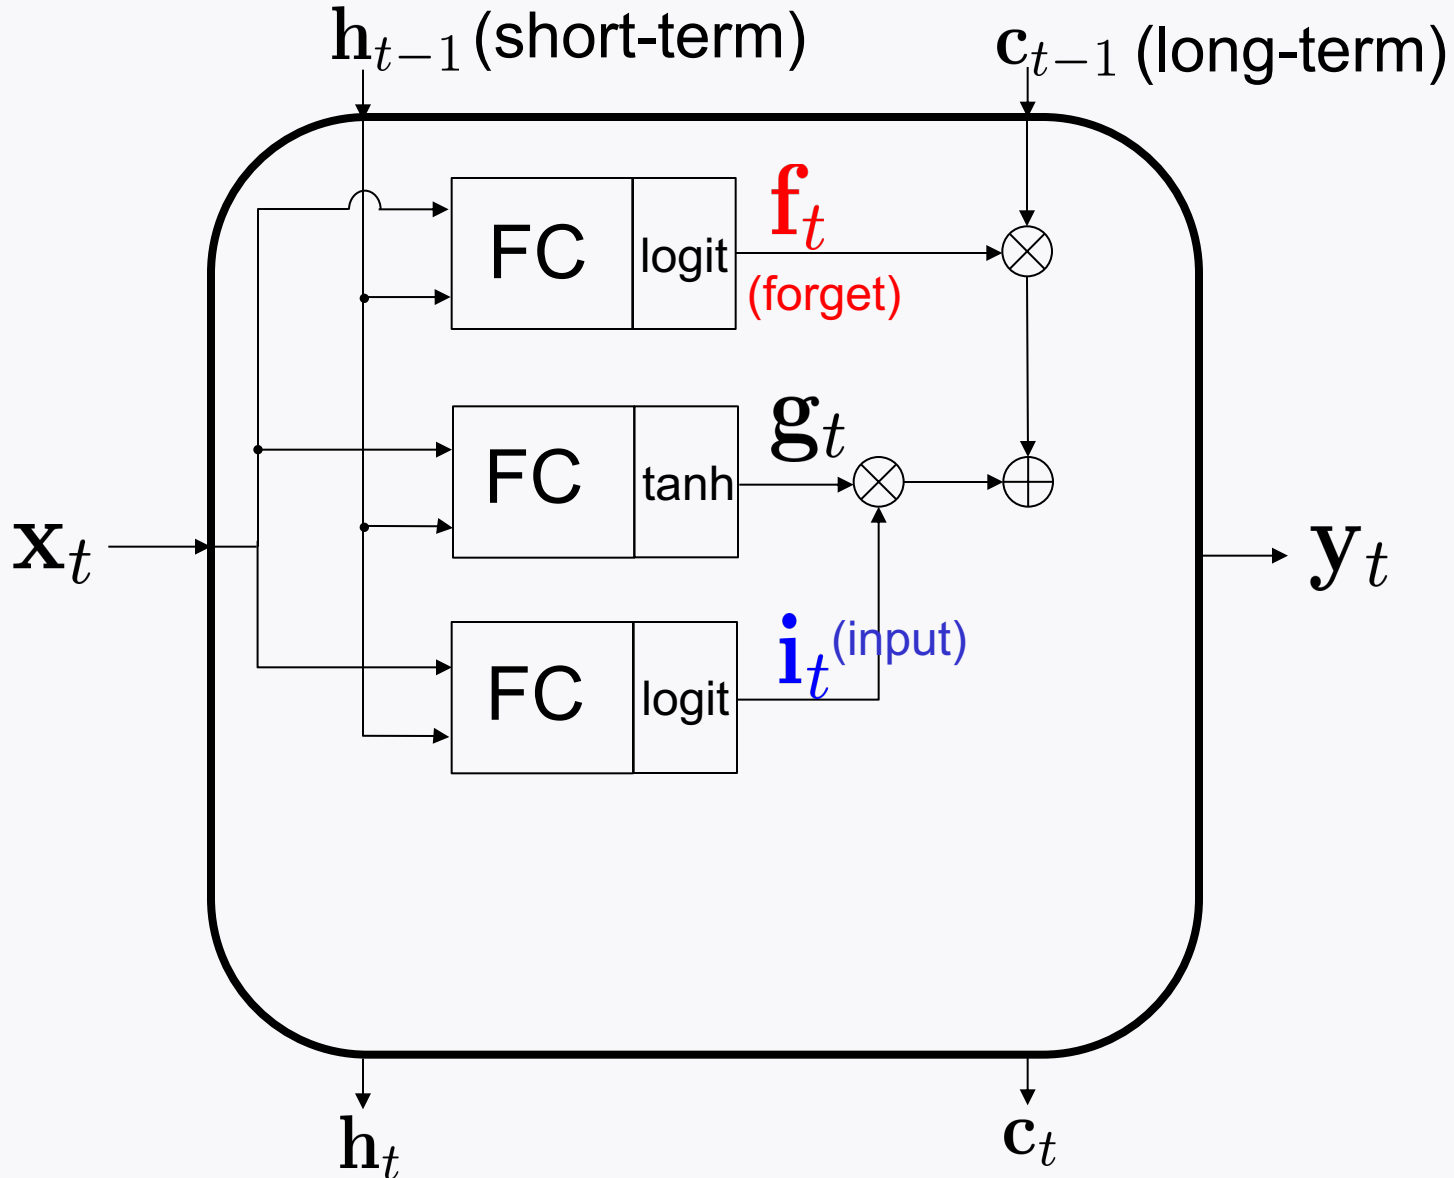 h_{t-1} (short-term)
c_{t-1} (long-term)
FC
logit
f_t
(forget)
FC
tanh
g_t
x_t
y_t
FC
logit
i_t (input)
h_t
c_t